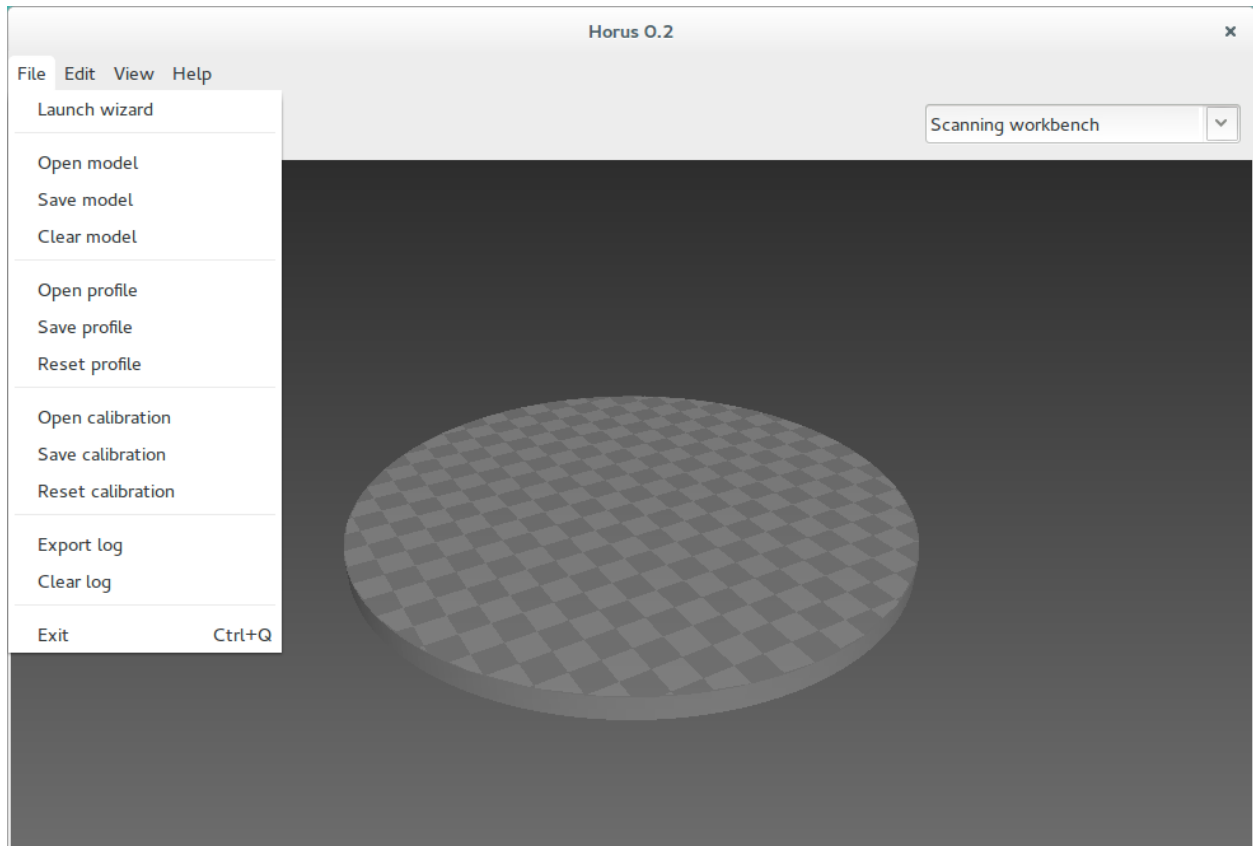 Horus 0.2
File Edit View Help
Launch wizard
Scanning workbench
Open model
Save model
Clear model
Open profile
Save profile
Reset profile
Open calibration
Save calibration
Reset calibration
Export log
Clear log
Exit Ctrl+Q